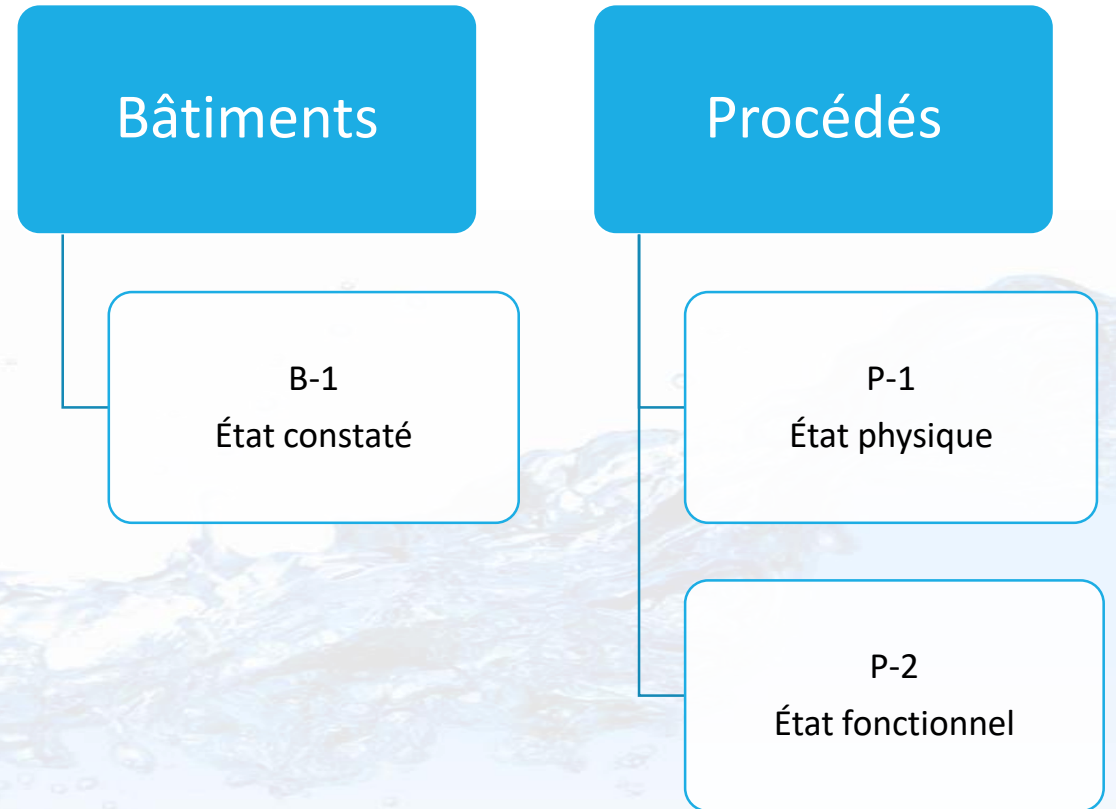 Bâtiments
B-1
État constaté
Procédés
P-1
État physique
P-2
État fonctionnel